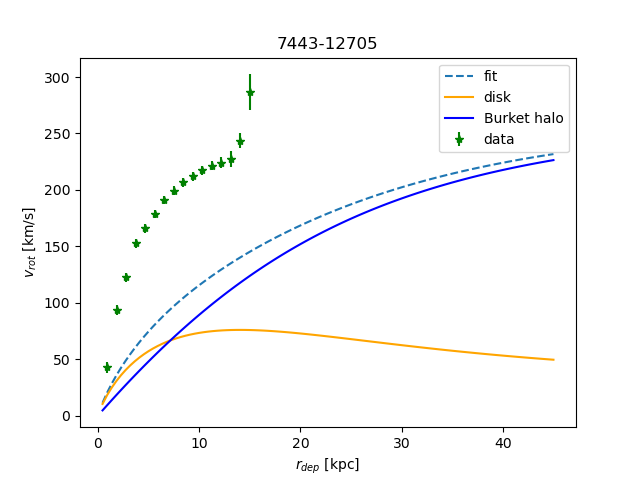 7443-12705
300
250
200
150
100
50
0
v_rot [km/s]
fit
disk
Burket halo
data
0 10 20 30 40
r_dep [kpc]